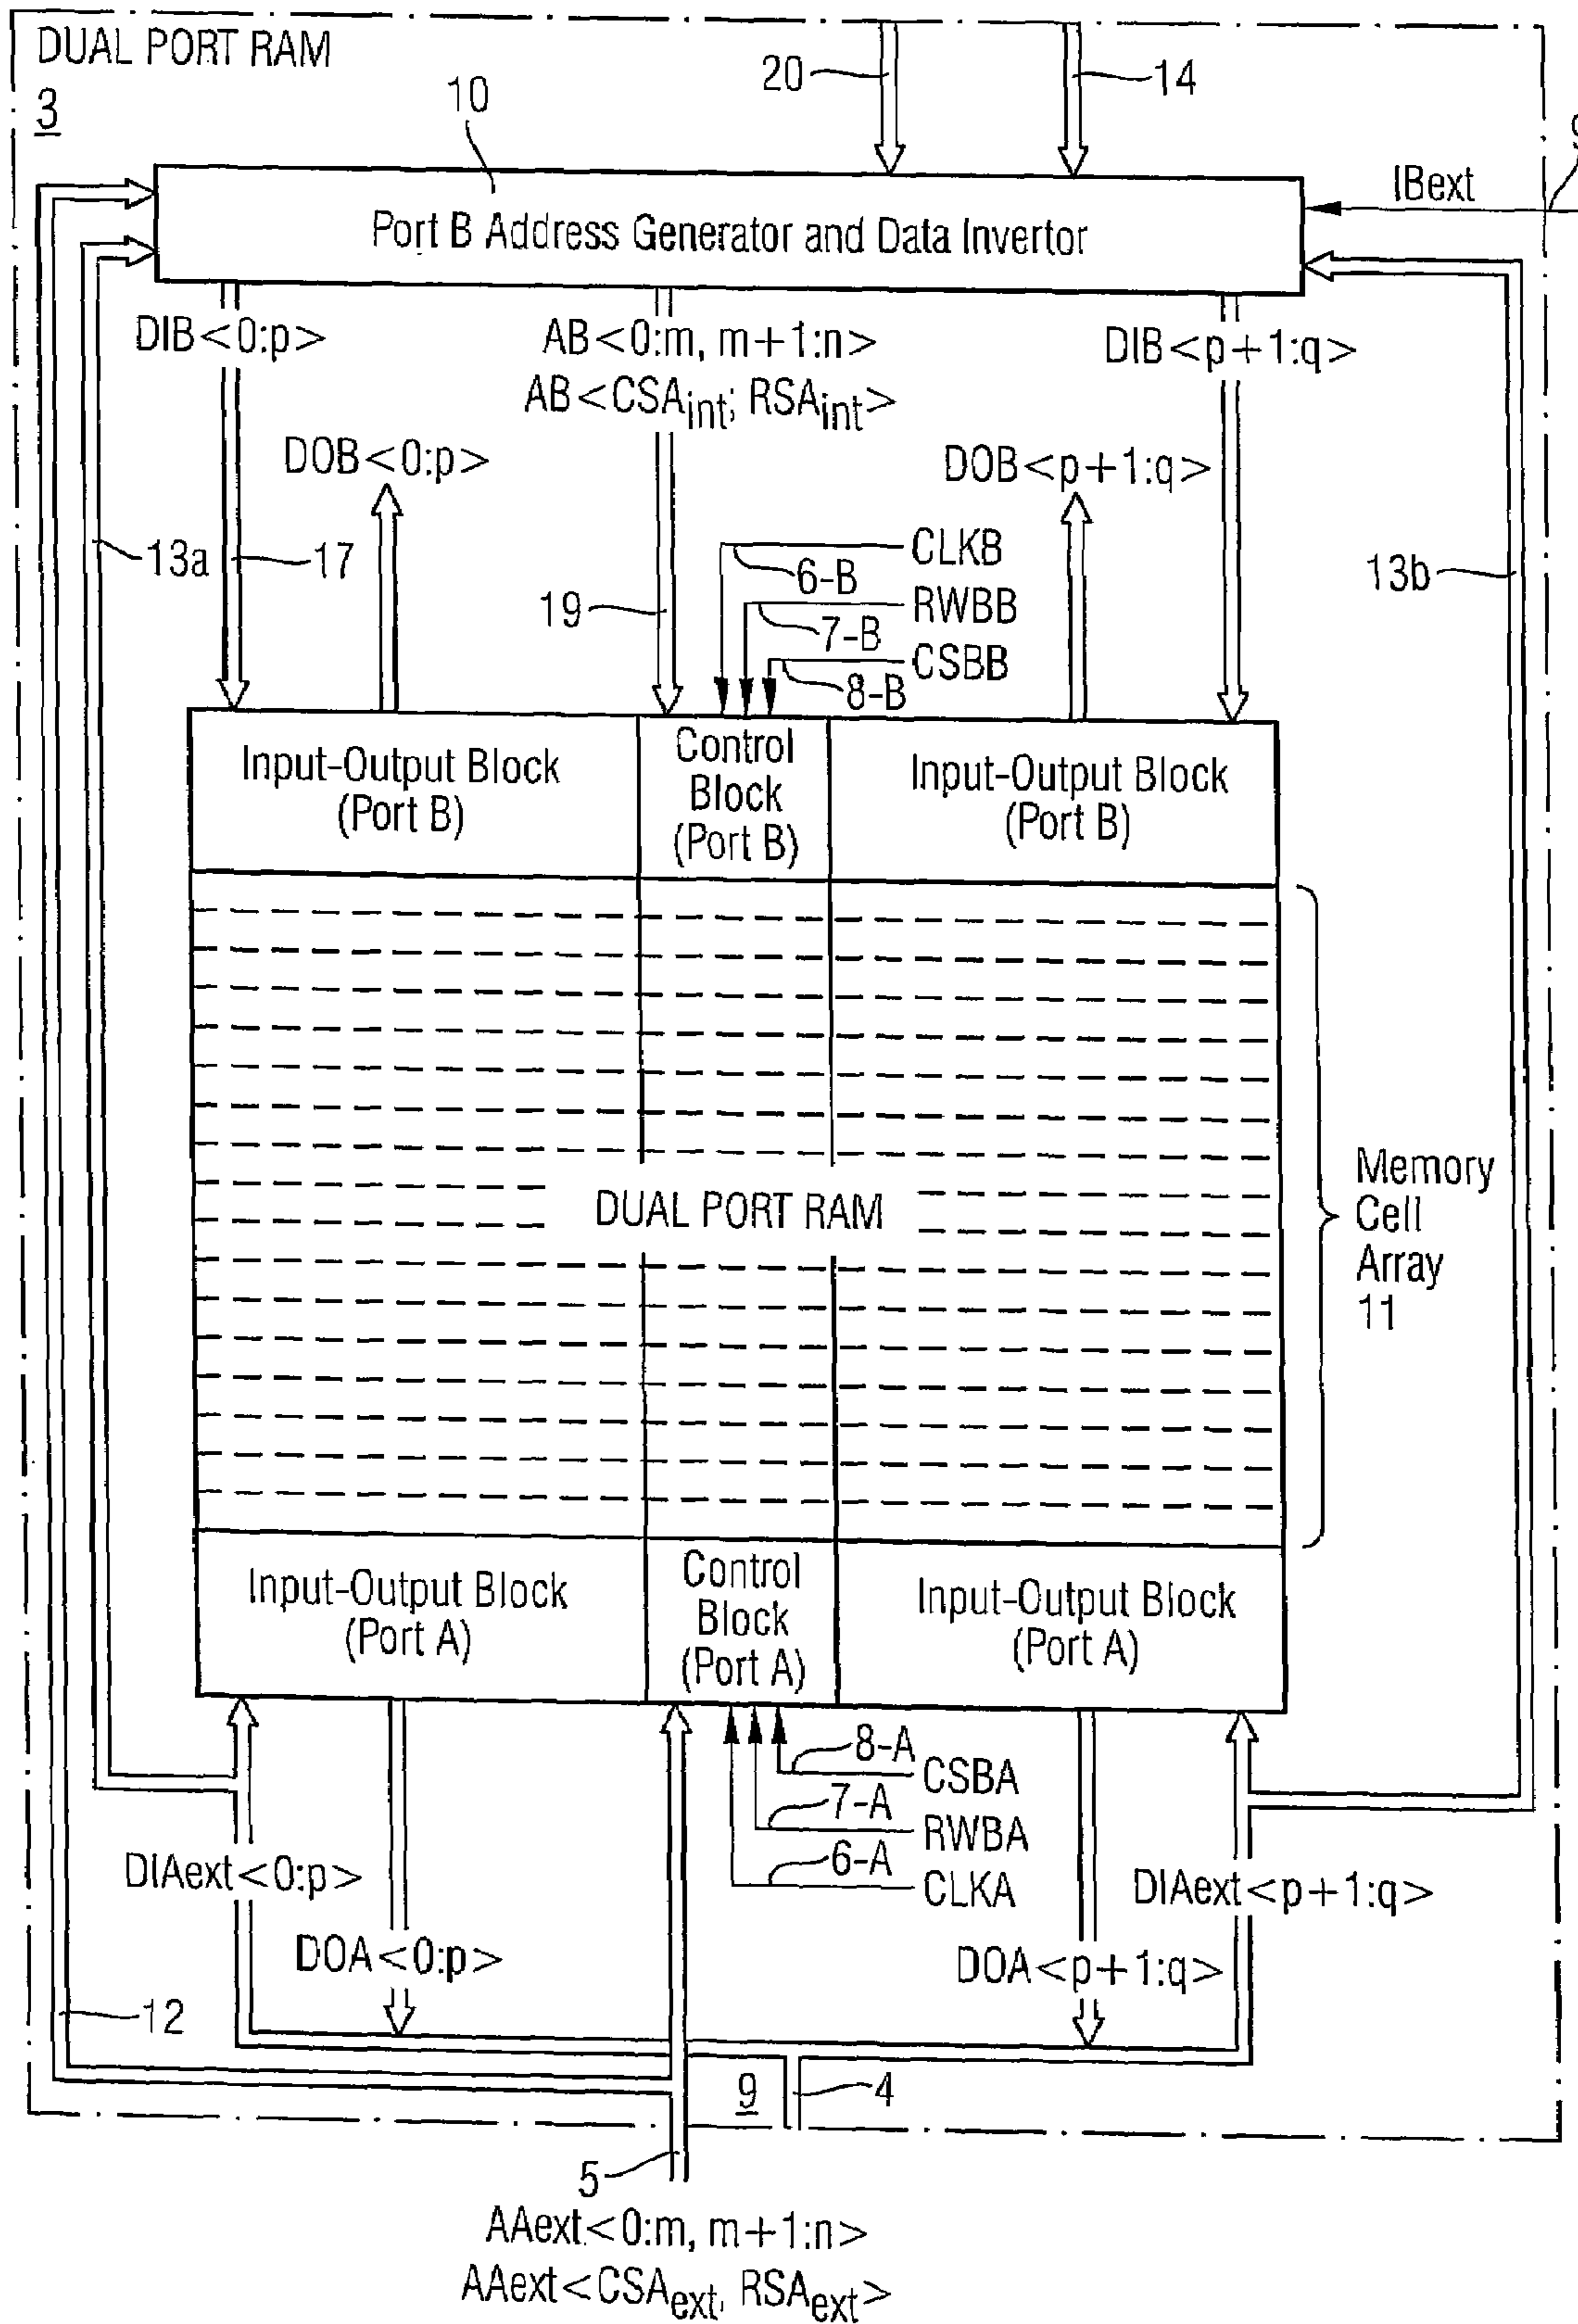 DUAL PORT RAM
3
20
14
10
9
IBext
Port B Address Generator and Data Invertor
DIB<0:p>
AB<0:m, m+1:n>
AB<CSAint; RSAint>
DIB<p+1:q>
DOB<0:p>
DOB<p+1:q>
13a
17
19
CLKB
6-B
RWBB
7-B
CSBB
8-B
13b
Input-Output Block
(Port B)
Control
Block
(Port B)
Input-Output Block
(Port B)
DUAL PORT RAM
Memory
Cell
Array
11
Input-Output Block
(Port A)
Control
Block
(Port A)
Input-Output Block
(Port A)
8-A
CSBA
7-A
RWBA
6-A
CLKA
DIAext<0:p>
DIAext<p+1:q>
DOA<0:p>
DOA<p+1:q>
12
9
4
5
AAext<0:m, m+1:n>
AAext<CSAext, RSAext>